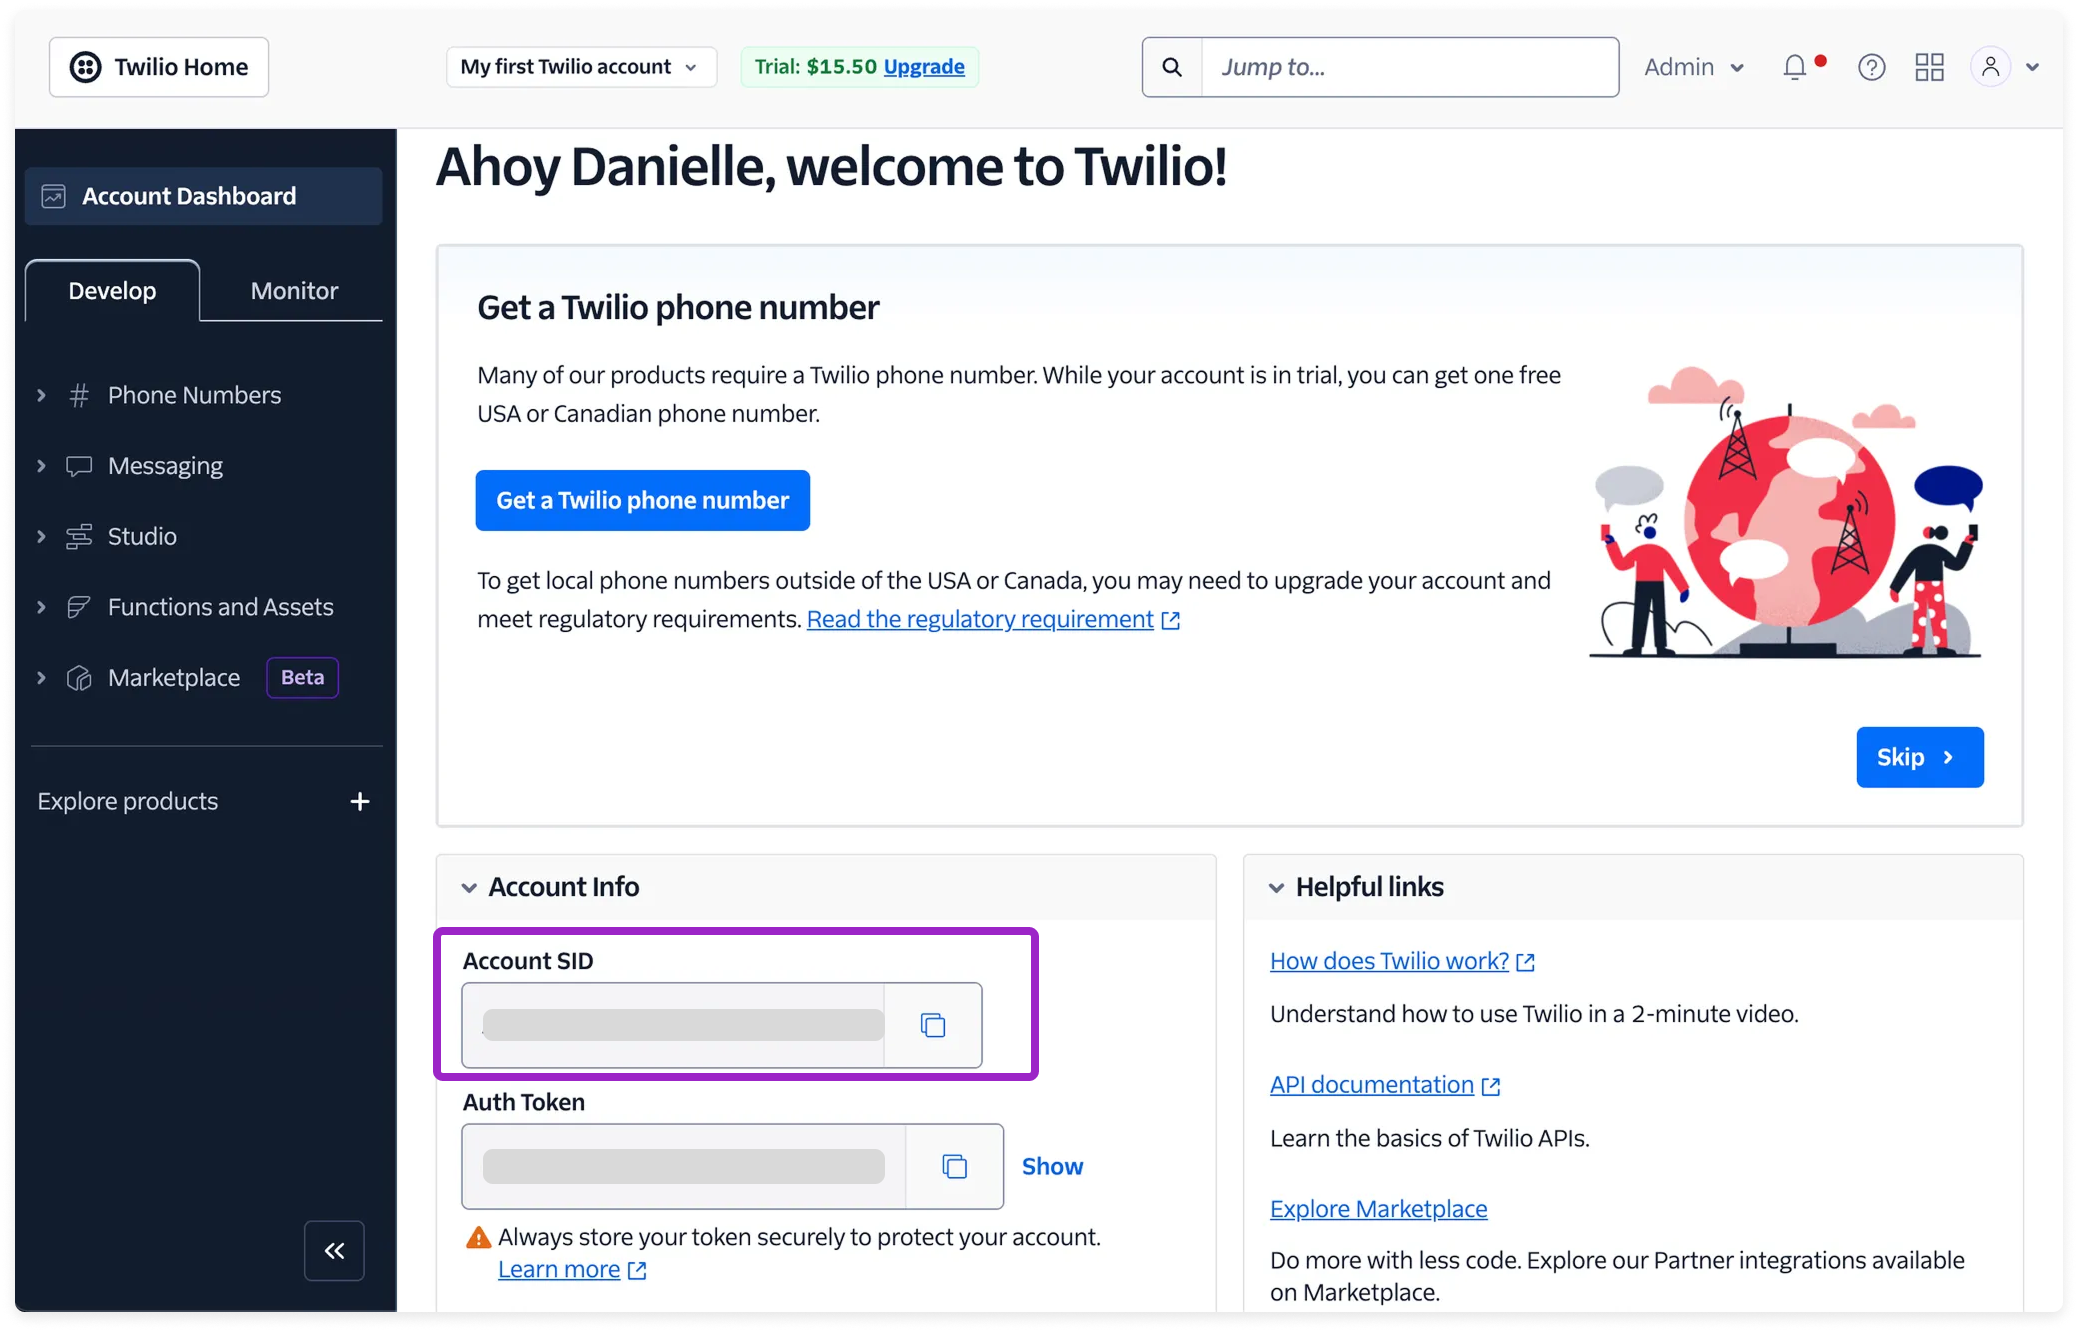 Twilio Home
My first Twilio account
Trial: $15.50 Upgrade
Jump to...
Admin
Account Dashboard
Develop
Monitor
Phone Numbers
Messaging
Studio
Functions and Assets
Marketplace
Beta
Explore products
Ahoy Danielle, welcome to Twilio!
Get a Twilio phone number
Many of our products require a Twilio phone number. While your account is in trial, you can get one free
USA or Canadian phone number.
Get a Twilio phone number
To get local phone numbers outside of the USA or Canada, you may need to upgrade your account and
meet regulatory requirements. Read the regulatory requirement
Skip
Account Info
Account SID
Auth Token
Show
Always store your token securely to protect your account.
Learn more
Helpful links
How does Twilio work?
Understand how to use Twilio in a 2-minute video.
API documentation
Learn the basics of Twilio APIs.
Explore Marketplace
Do more with less code. Explore our Partner integrations available
on Marketplace.